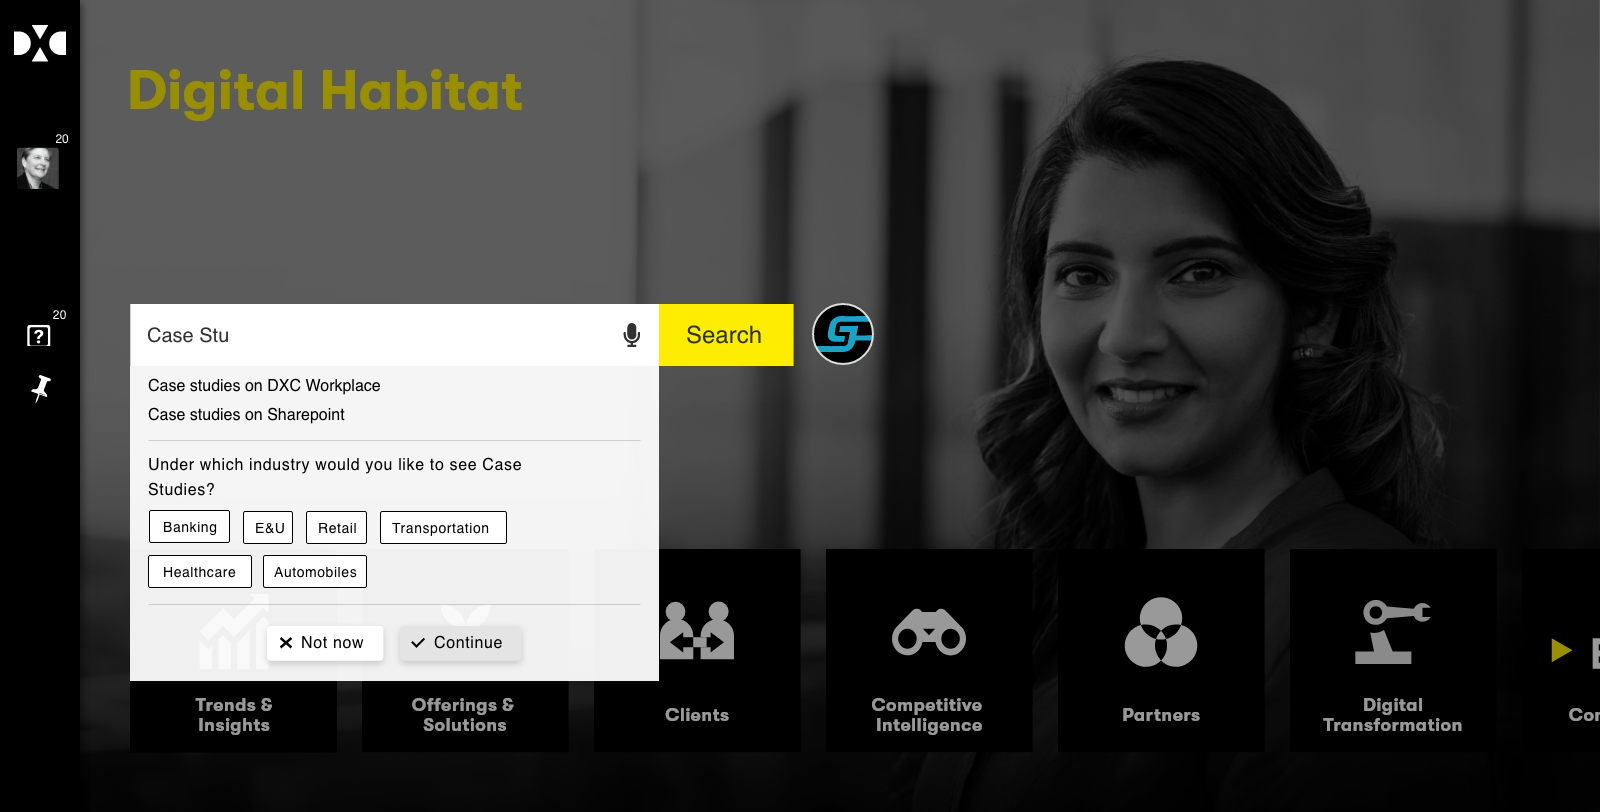 Digital Habitat
20
20
Case Stu
Search
Case studies on DXC Workplace
Case studies on Sharepoint
Under which industry would you like to see Case
Studies?
Banking
E&U
Retail
Transportation
Healthcare
Automobiles
Not now
Continue
Trends &
Insights
Offerings &
Solutions
Clients
Competitive
Intelligence
Partners
Digital
Transformation